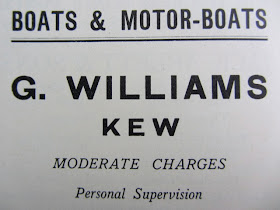 BOATS & MOTOR-BOATS
G. WILLIAMS
KEW
MODERATE CHARGES
Personal Supervision